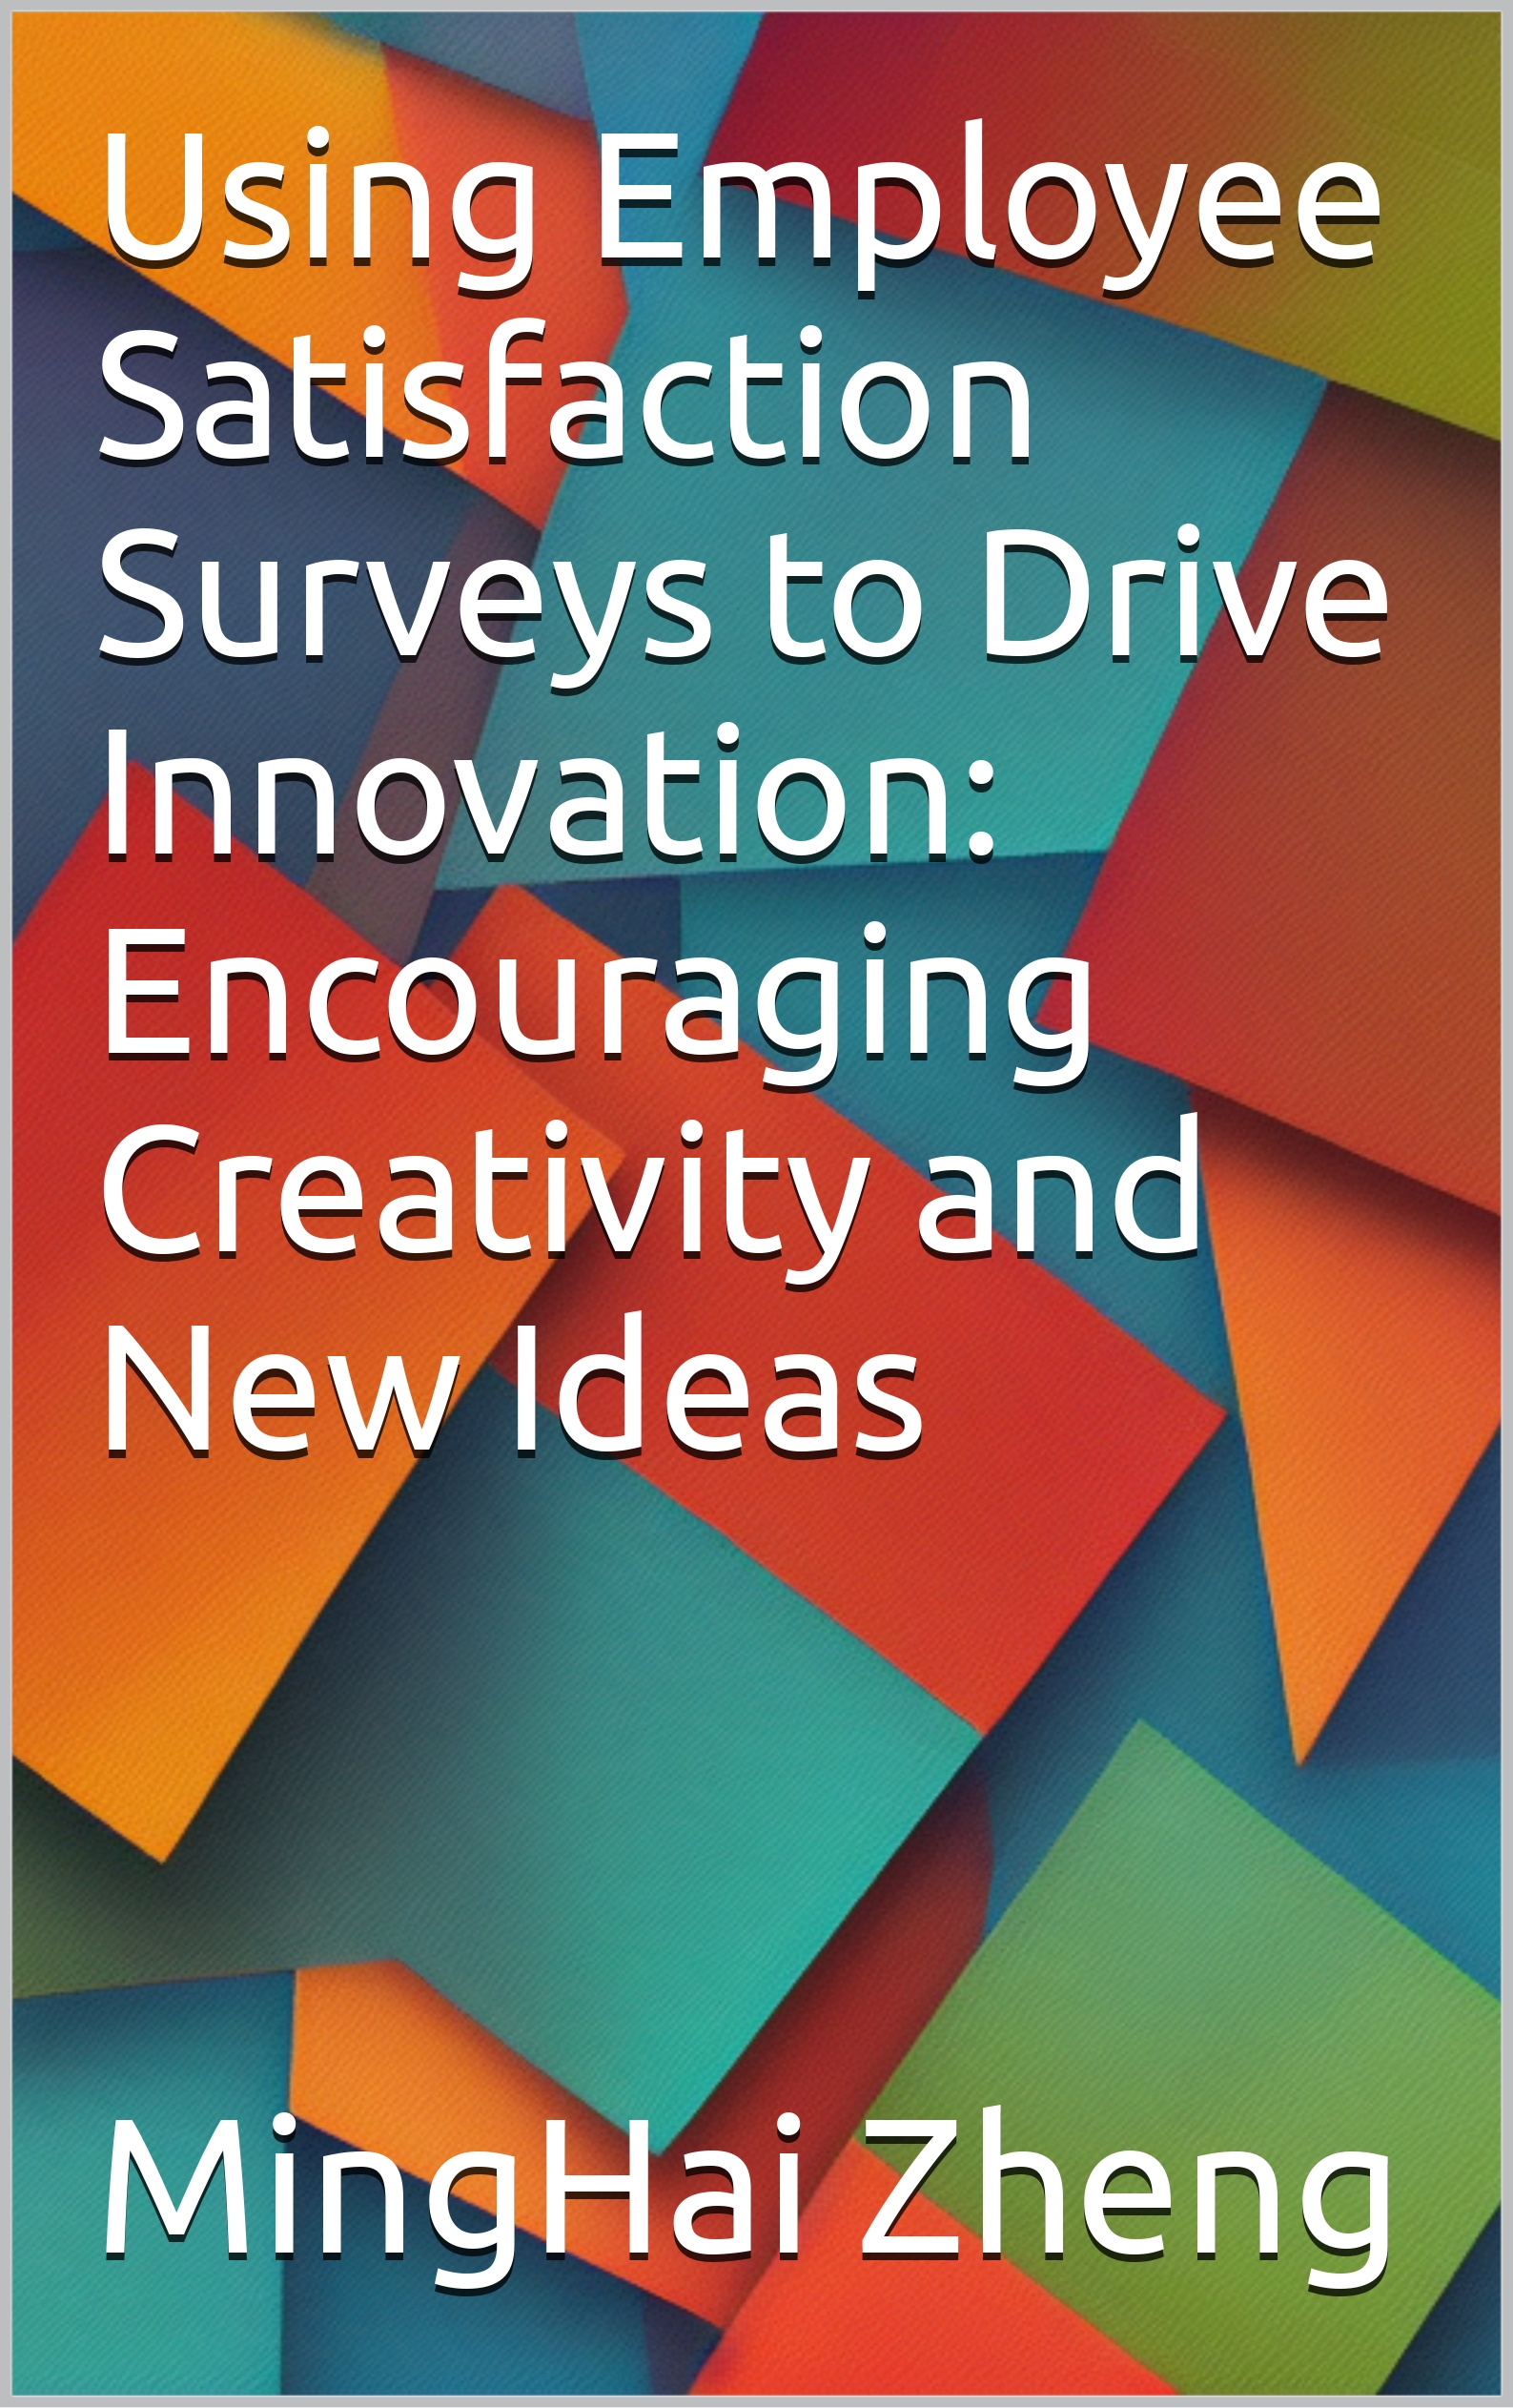 Using Employee
Satisfaction
Surveys to Drive
Innovation:
Encouraging
Creativity and
New Ideas
MingHai Zheng